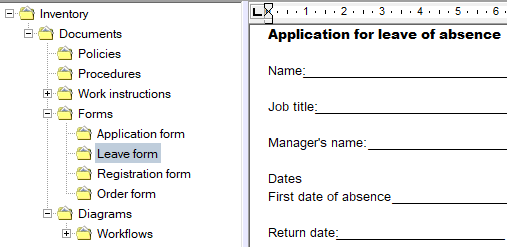 Inventory
Documents
Policies
Procedures
Work instructions
Forms
Application form
Leave form
Registration form
Order form
Diagrams
Workflows
L 1 2 3 4 5 6
Application for leave of absence
Name:
Job title:
Manager's name:
Dates
First date of absence
Return date: